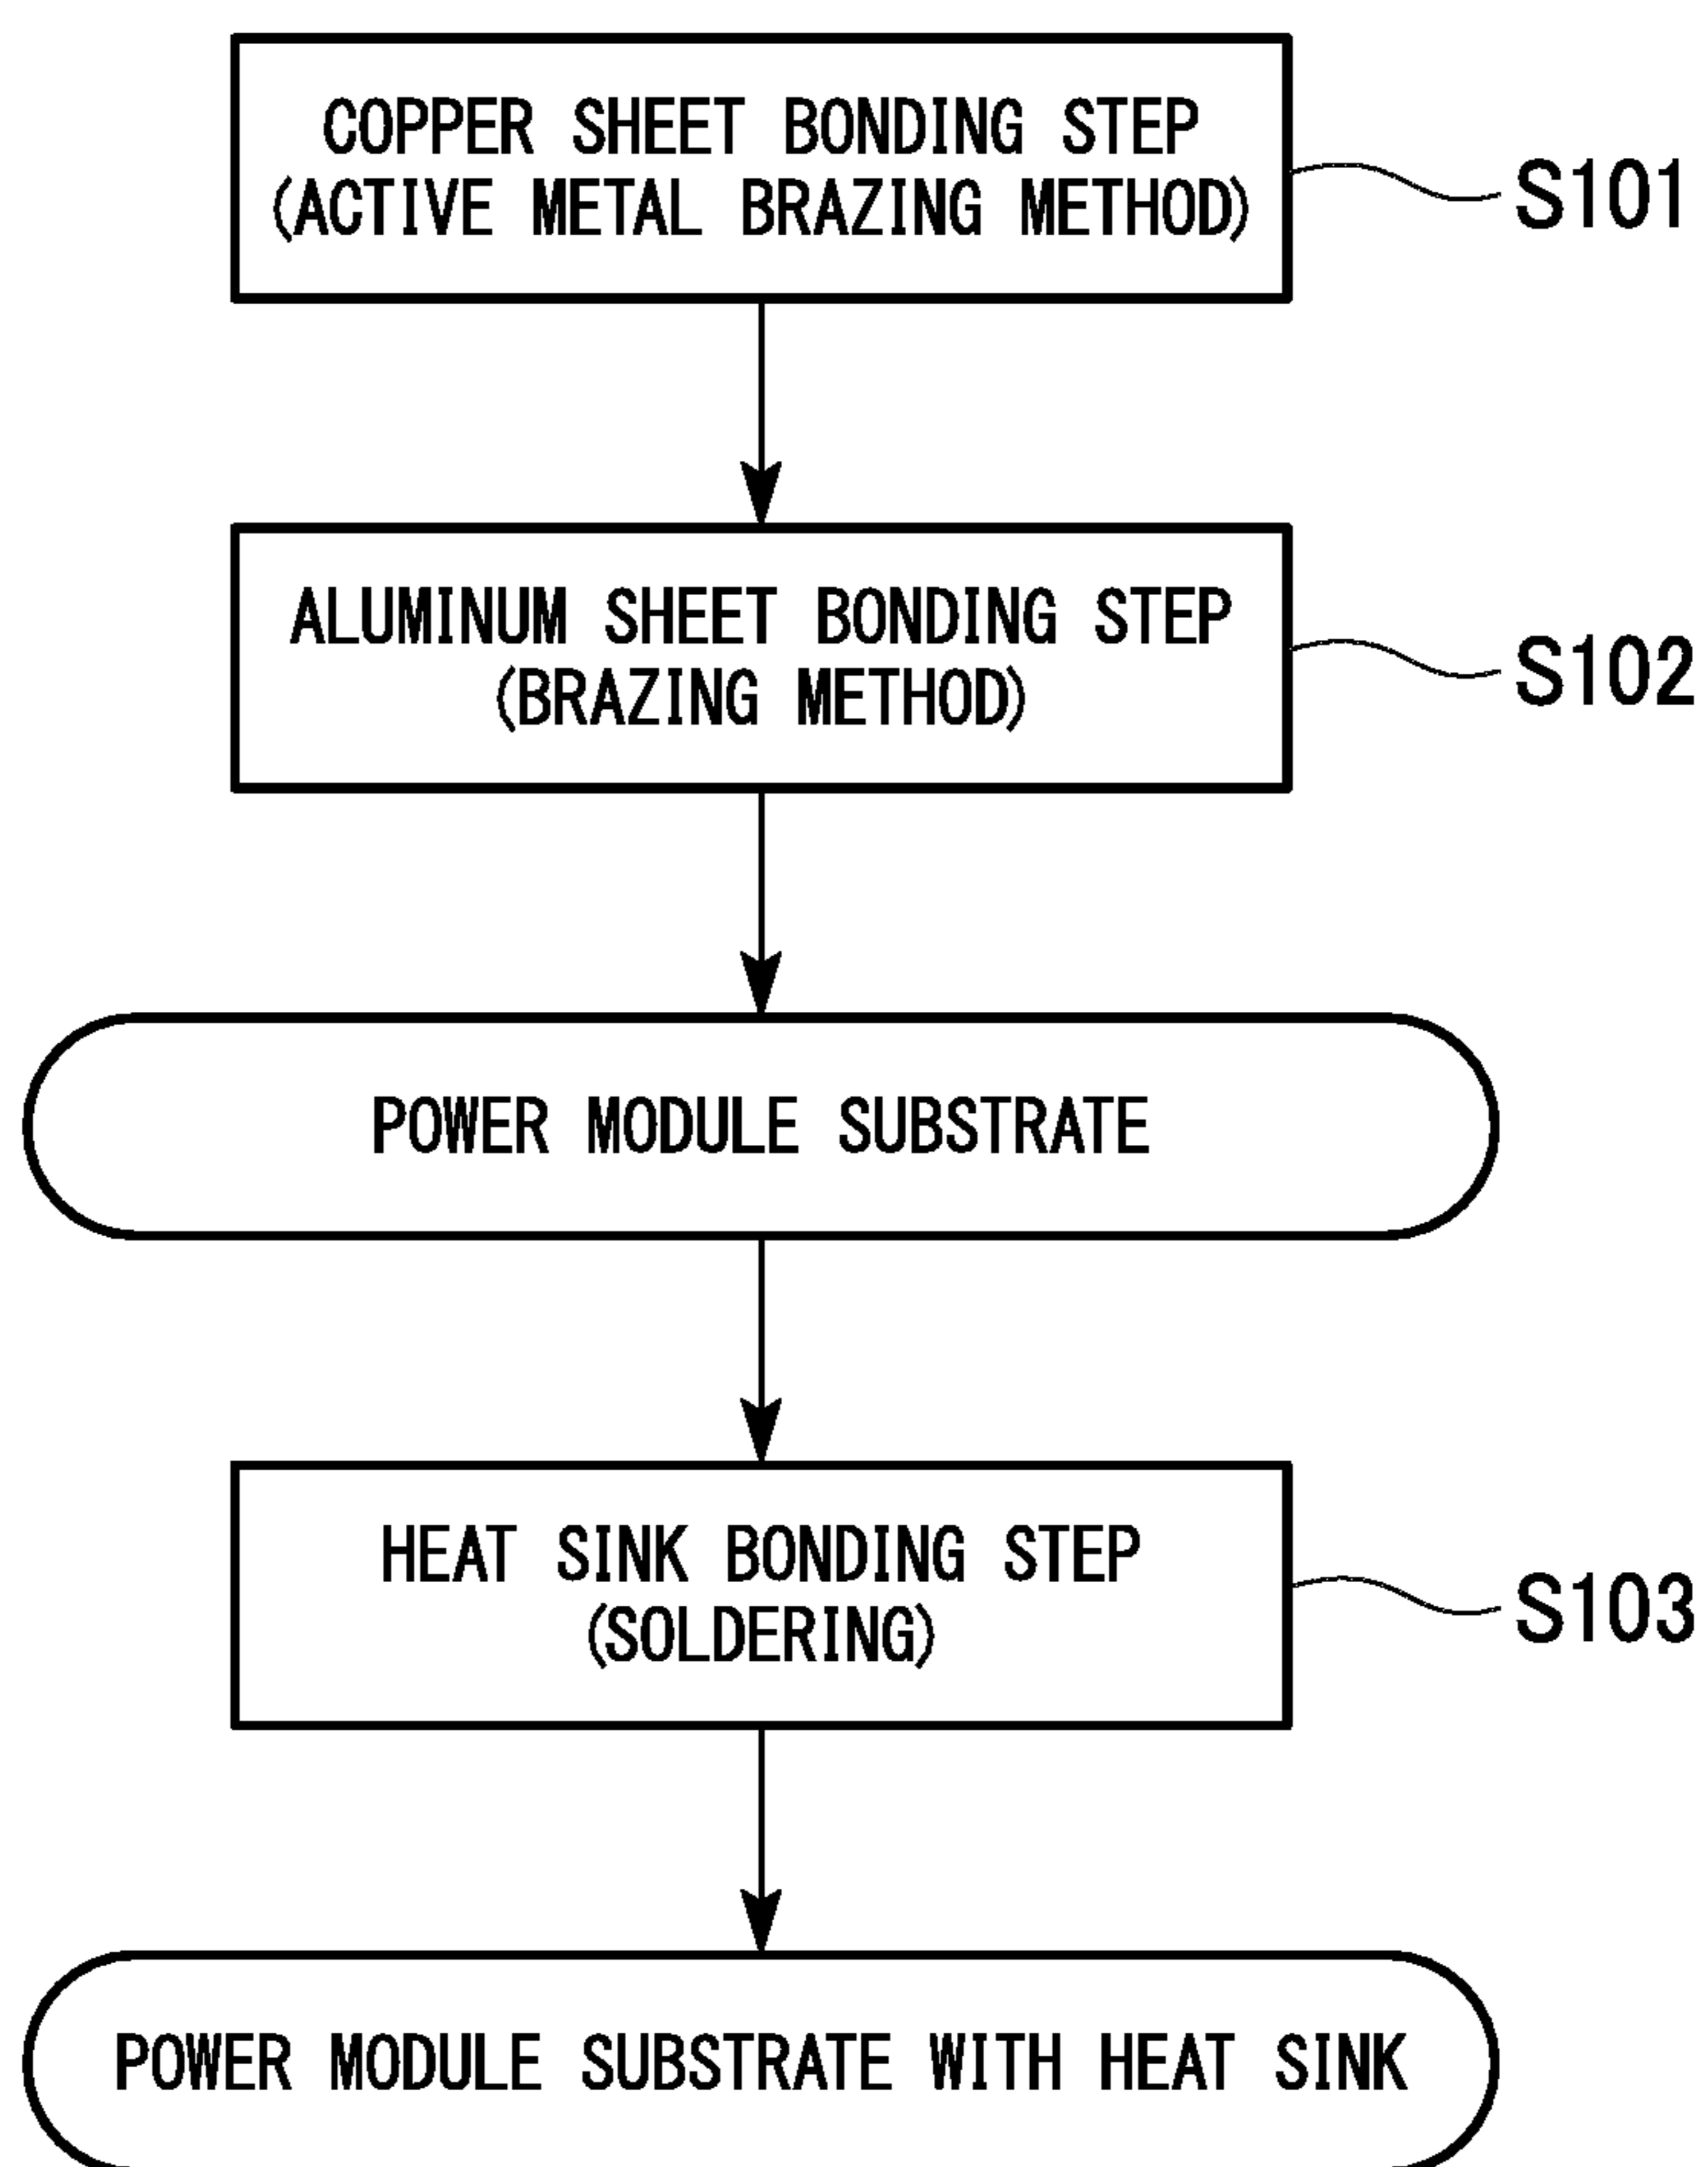 COPPER SHEET BONDING STEP
(ACTIVE METAL BRAZING METHOD)
S101
ALUMINUM SHEET BONDING STEP
(BRAZING METHOD)
S102
POWER MODULE SUBSTRATE
HEAT SINK BONDING STEP
(SOLDERING)
S103
POWER MODULE SUBSTRATE WITH HEAT SINK